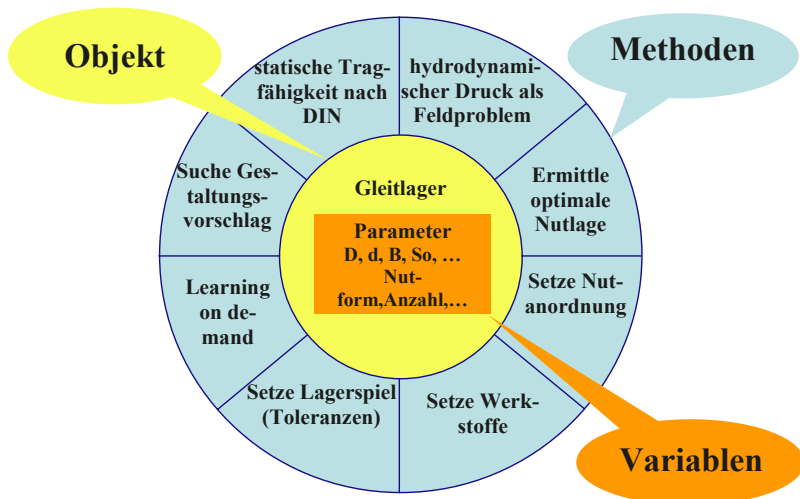 Objekt
Methoden
statische Trag-
fähigkeit nach
DIN
hydrodynami-
scher Druck als
Feldproblem
Suche Ges-
taltungs-
vorschlag
Ermittle
optimale
Nutlage
Gleitlager
Parameter
D, d, B, So, …
Nut-
form,Anzahl,…
Learning
on de-
mand
Setze Nut-
anordnung
Setze Lagerspiel
(Toleranzen)
Setze Werk-
stoffe
Variablen